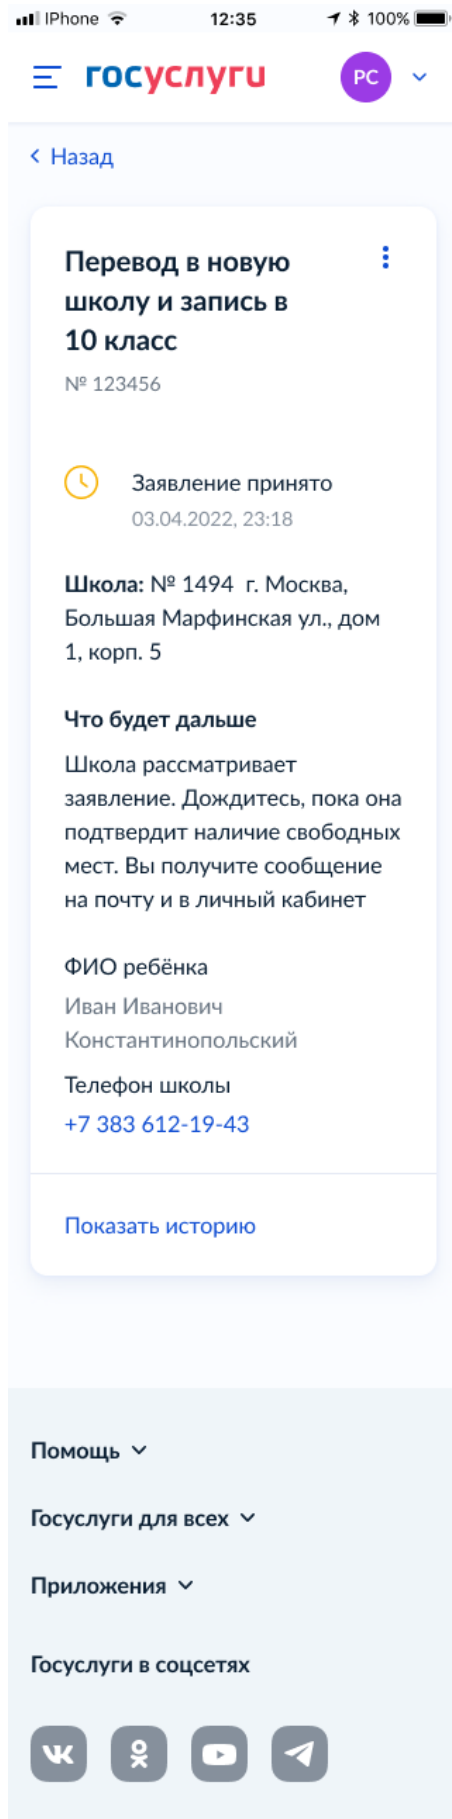 IPhone 12:35 100%
госуслуги РС
Назад
Перевод в новую
школу и запись в
10 класс
№ 123456
Заявление принято
03.04.2022, 23:18
Школа: № 1494 г. Москва,
Большая Марфинская ул., дом
1, корп. 5
Что будет дальше
Школа рассматривает
заявление. Дождитесь, пока она
подтвердит наличие свободных
мест. Вы получите сообщение
на почту и в личный кабинет
ФИО ребёнка
Иван Иванович
Константинопольский
Телефон школы
+7 383 612-19-43
Показать историю
Помощь
Госуслуги для всех
Приложения
Госуслуги в соцсетях